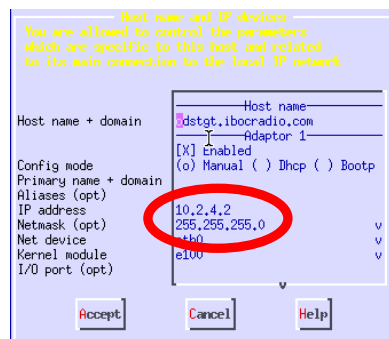 Host name and IP devices
You are allowed to control the parameters
which are specific to this host and related
to its main connection to the local IP network
Host name
Host name + domain dstgt.ibocradio.com
Adaptor 1
[X] Enabled
Config mode (o) Manual ( ) Dhcp ( ) Bootp
Primary name + domain
Aliases (opt)
IP address 10.2.4.2
Netmask (opt) 255.255.255.0 v
Net device eth0 v
Kernel module e100 v
I/O port (opt)
v
Accept Cancel Help